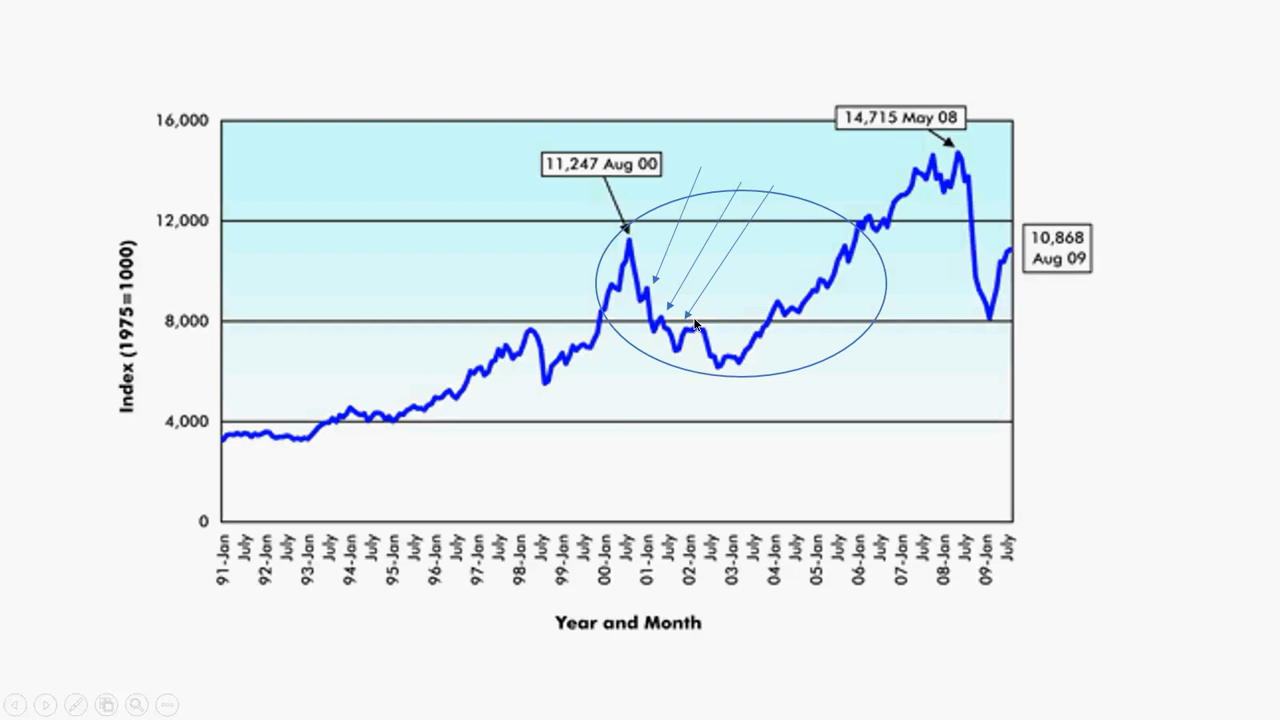 14,715 May 08
16,000
11,247 Aug 00
12,000
10,868
Aug 09
8,000
4,000
0
Index (1975=1000)
91-Jan
July
92-Jan
July
93-Jan
July
94-Jan
July
95-Jan
July
96-Jan
July
97-Jan
July
98-Jan
July
99-Jan
July
00-Jan
July
01-Jan
July
02-Jan
July
03-Jan
July
04-Jan
July
05-Jan
July
06-Jan
July
07-Jan
July
08-Jan
July
09-Jan
July
Year and Month